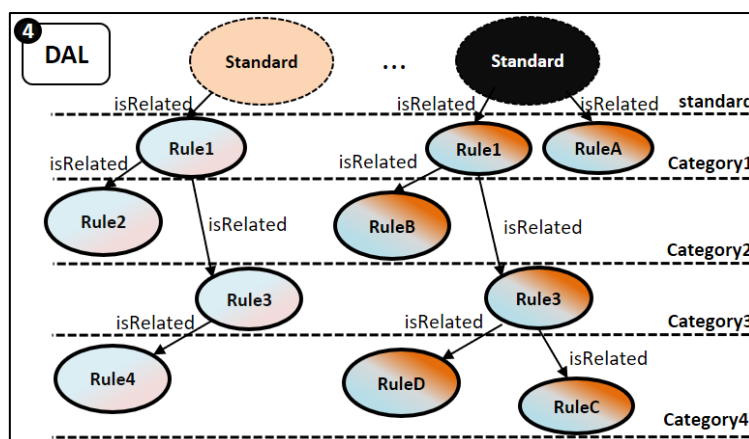 4
DAL
Standard
...
Standard
isRelated
isRelated
isRelated
standard
Rule1
Rule1
RuleA
isRelated
isRelated
Category1
Rule2
RuleB
isRelated
isRelated
Category2
Rule3
Rule3
isRelated
isRelated
Category3
isRelated
Rule4
RuleD
RuleC
Category4